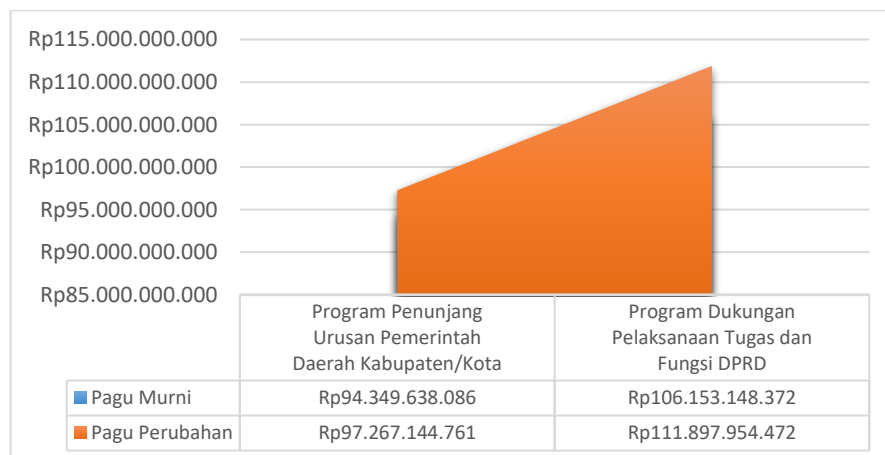 Rp115.000.000.000
Rp110.000.000.000
Rp105.000.000.000
Rp100.000.000.000
Rp95.000.000.000
Rp90.000.000.000
Rp85.000.000.000
Program Penunjang
Urusan Pemerintah
Daerah Kabupaten/Kota
Program Dukungan
Pelaksanaan Tugas dan
Fungsi DPRD
Pagu Murni Rp94.349.638.086 Rp106.153.148.372
Pagu Perubahan Rp97.267.144.761 Rp111.897.954.472